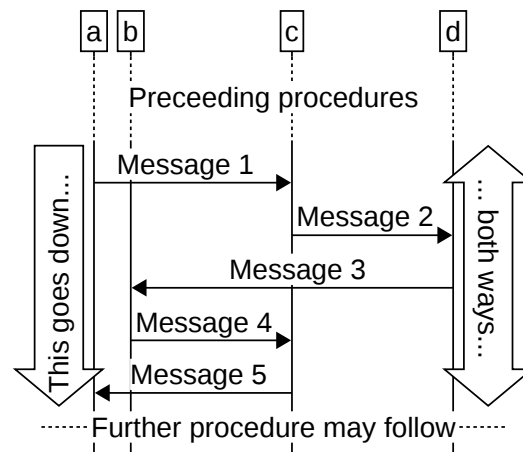 a
b
c
d
Preceeding procedures
Message 1
Message 2
Message 3
Message 4
Message 5
This goes down...
... both ways...
Further procedure may follow